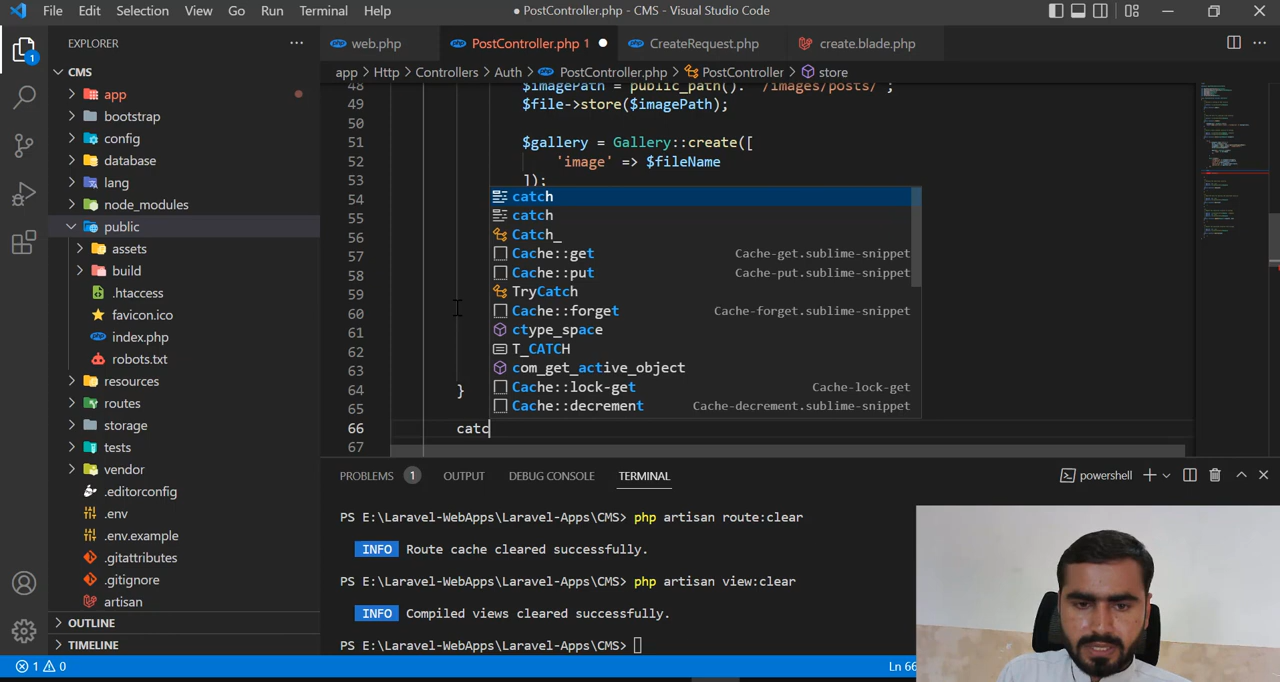 File Edit Selection View Go Run Terminal Help
● PostController.php - CMS - Visual Studio Code
EXPLORER
web.php
PostController.php 1
CreateRequest.php
create.blade.php
app > Http > Controllers > Auth > PostController.php > PostController > store
1
CMS
app
bootstrap
config
database
lang
node_modules
public
assets
build
.htaccess
favicon.ico
index.php
robots.txt
resources
routes
storage
tests
vendor
.editorconfig
.env
.env.example
.gitattributes
.gitignore
artisan
OUTLINE
TIMELINE
48 $imagePath = public_path(). '/images/posts/';
49 $file->store($imagePath);
50
51 $gallery = Gallery::create([
52 'image' => $fileName
53 ]);
54
55
56
57
58
59
60
61
62
63
64 }
65
66 catc
67
catch
catch
Catch_
Cache::get Cache-get.sublime-snippet
Cache::put Cache-put.sublime-snippet
TryCatch
Cache::forget Cache-forget.sublime-snippet
ctype_space
T_CATCH
com_get_active_object
Cache::lock-get Cache-lock-get
Cache::decrement Cache-decrement.sublime-snippet
PROBLEMS 1 OUTPUT DEBUG CONSOLE TERMINAL
powershell
PS E:\Laravel-WebApps\Laravel-Apps\CMS> php artisan route:clear
INFO Route cache cleared successfully.
PS E:\Laravel-WebApps\Laravel-Apps\CMS> php artisan view:clear
INFO Compiled views cleared successfully.
PS E:\Laravel-WebApps\Laravel-Apps\CMS>
1 0
Ln 66